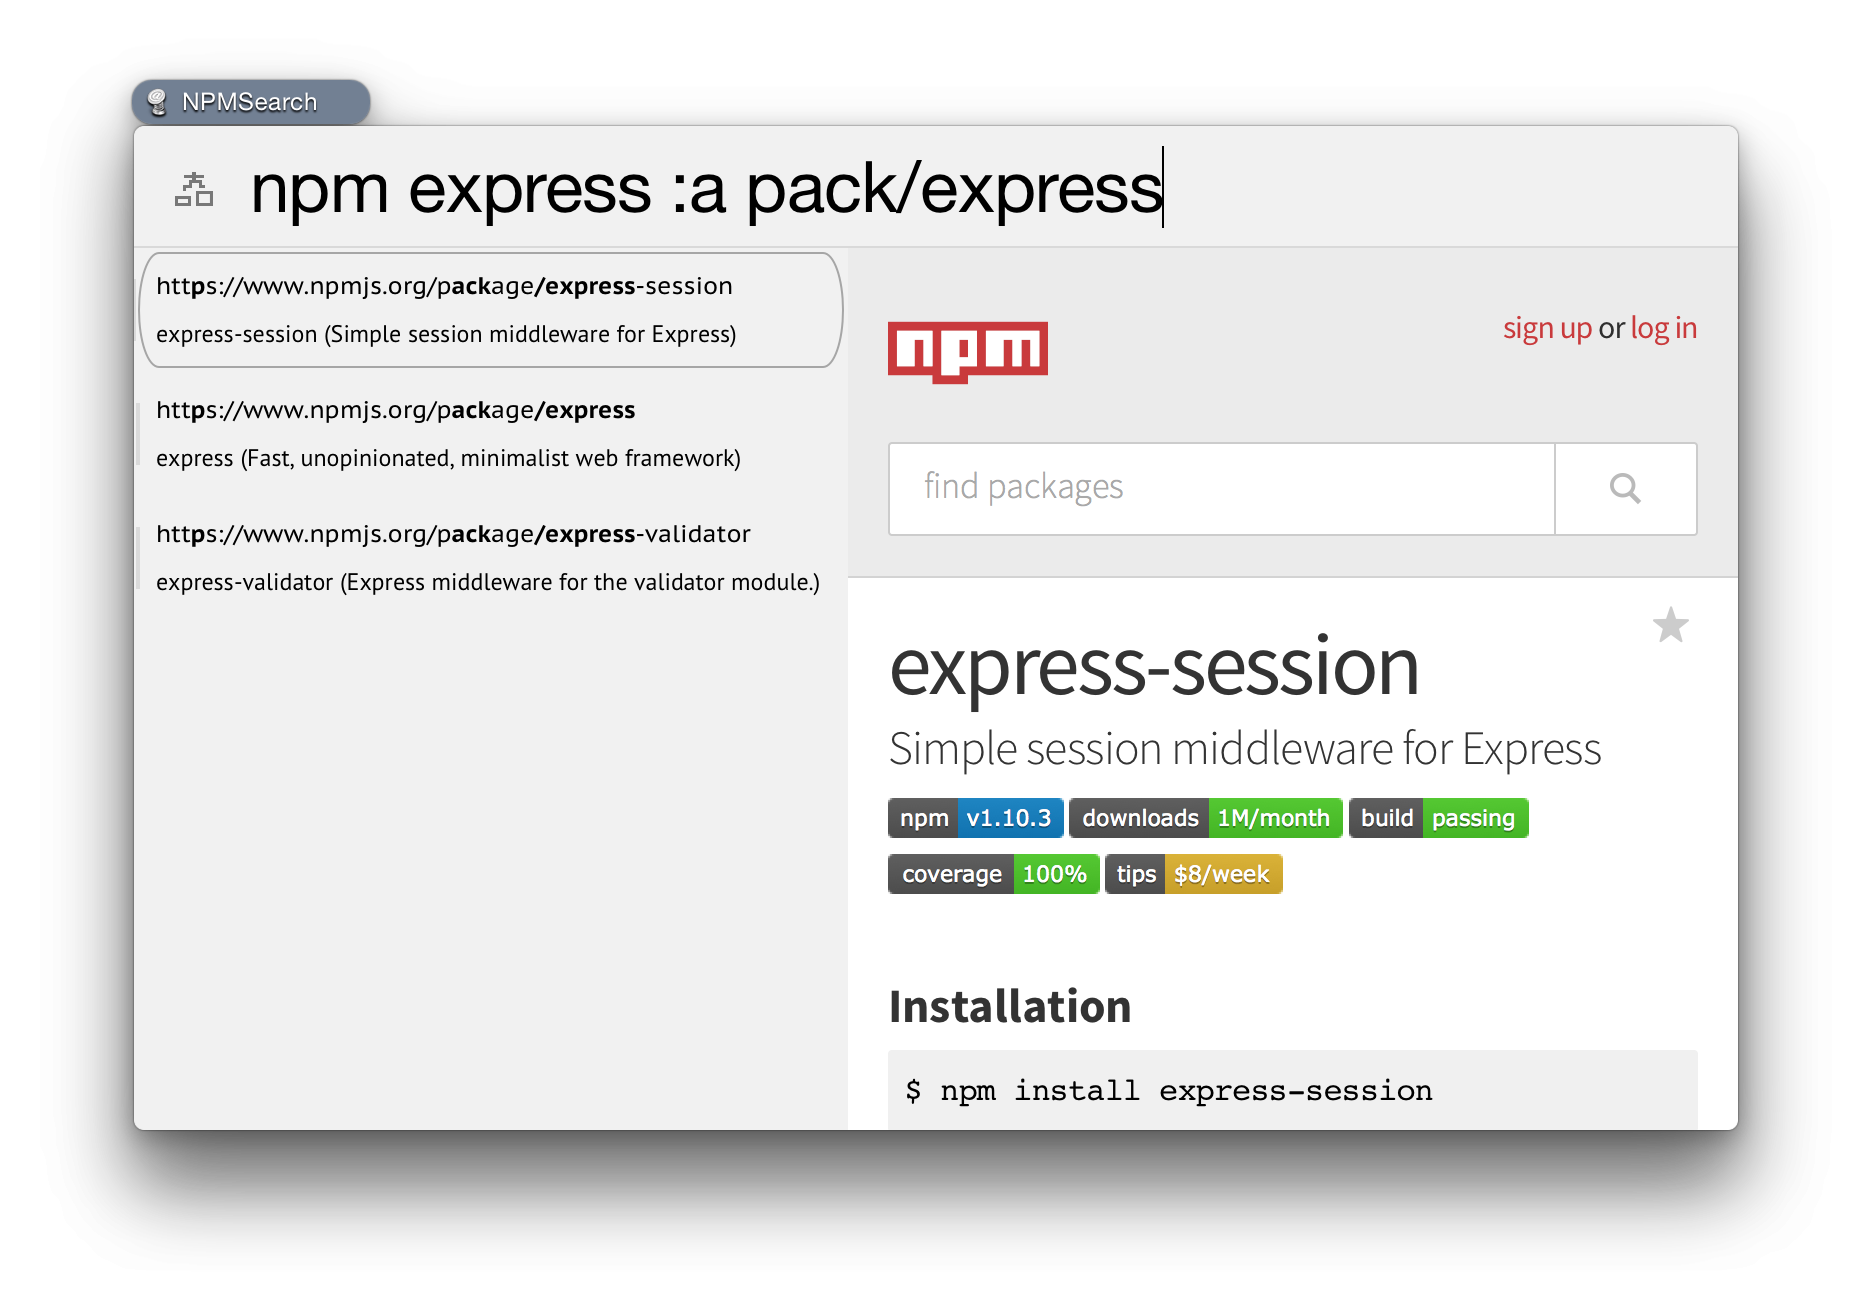 NPMSearch
npm express :a pack/express
https://www.npmjs.org/package/express-session
express-session (Simple session middleware for Express)
https://www.npmjs.org/package/express
express (Fast, unopinionated, minimalist web framework)
https://www.npmjs.org/package/express-validator
express-validator (Express middleware for the validator module.)
npm
sign up or log in
find packages
express-session
Simple session middleware for Express
npm v1.10.3 downloads 1M/month build passing
coverage 100% tips $8/week
Installation
$ npm install express-session